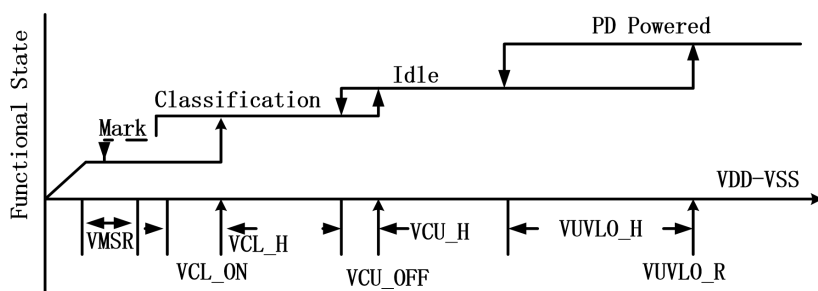 PD Powered
Idle
Classification
Mark
Functional State
VDD-VSS
VMSR
VCL_H
VCU_H
VUVLO_H
VCL_ON
VCU_OFF
VUVLO_R